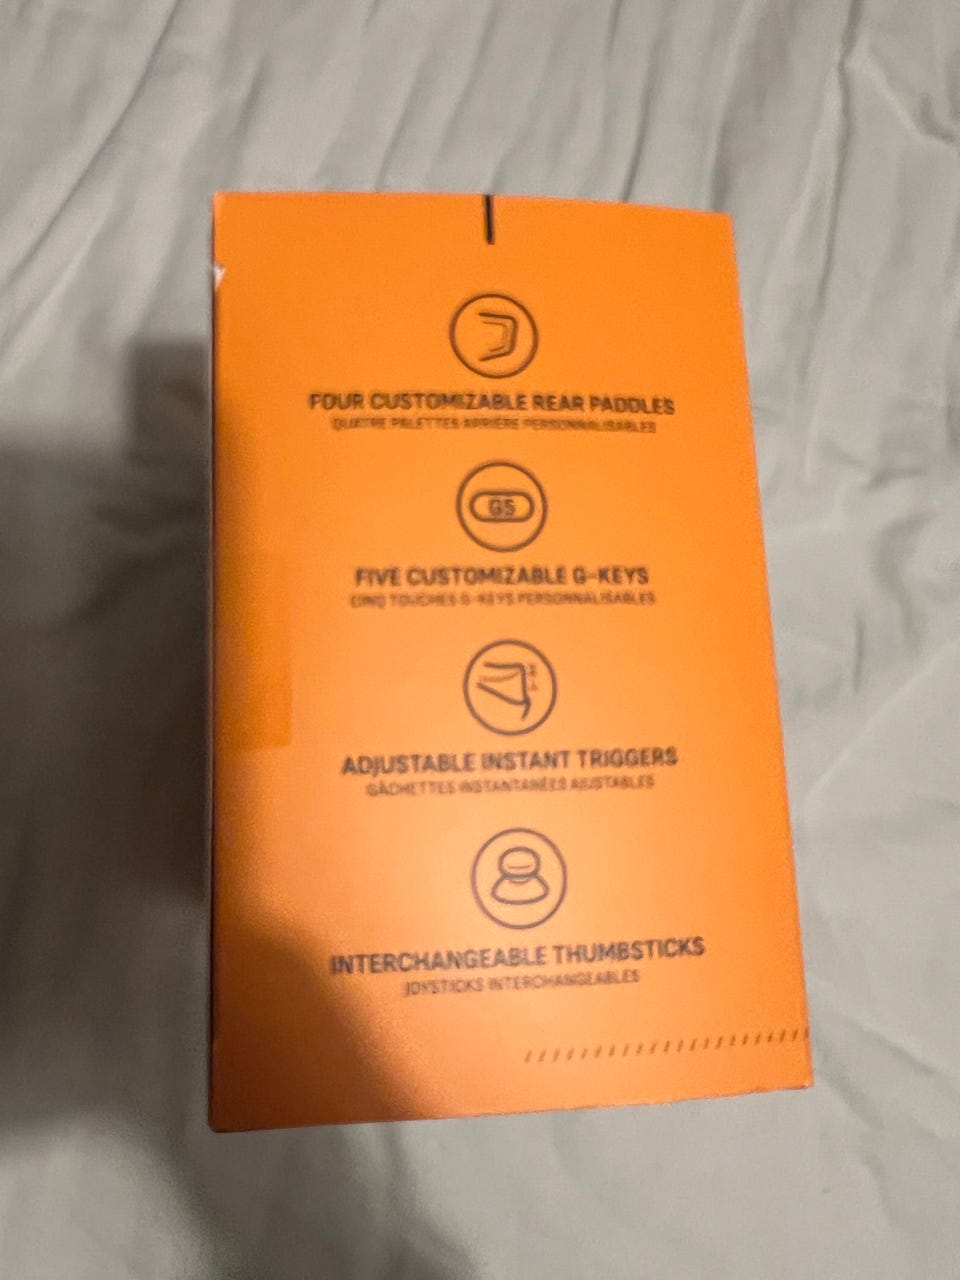 FOUR CUSTOMIZABLE REAR PADDLES
QUATRE PALETTES ARRIÈRE PERSONNALISABLES
G5
FIVE CUSTOMIZABLE G-KEYS
CINQ TOUCHES G-KEYS PERSONNALISABLES
ADJUSTABLE INSTANT TRIGGERS
GÂCHETTES INSTANTANÉES AJUSTABLES
INTERCHANGEABLE THUMBSTICKS
JOYSTICKS INTERCHANGEABLES